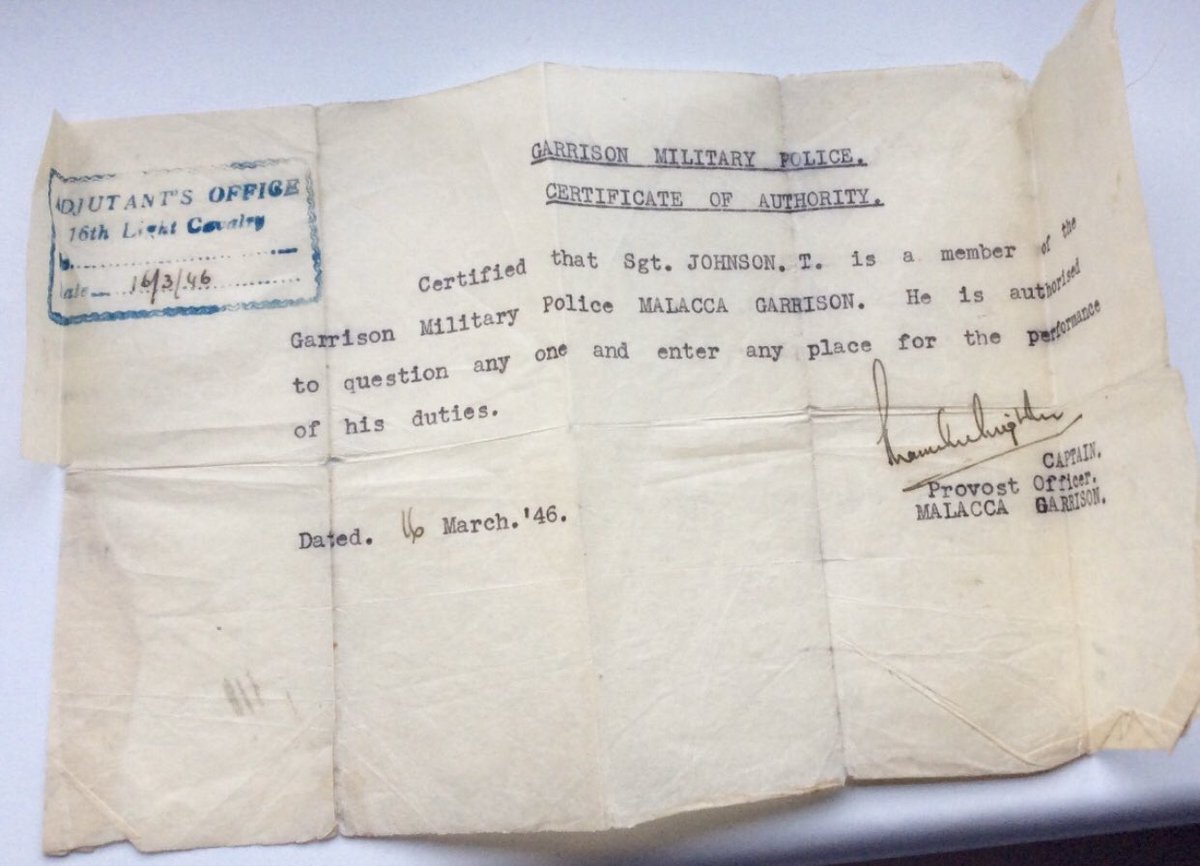 GARRISON MILITARY POLICE.
CERTIFICATE OF AUTHORITY.
DJUTANT'S OFFICE
16th Light Cavalry
ate 16/3/46
Certified that Sgt. JOHNSON. T. is a member of the
Garrison Military Police MALACCA GARRISON. He is authorised
to question any one and enter any place for the performance
of his duties.
CAPTAIN.
Provost Officer.
MALACCA GARRISON.
Dated. 16 March.'46.